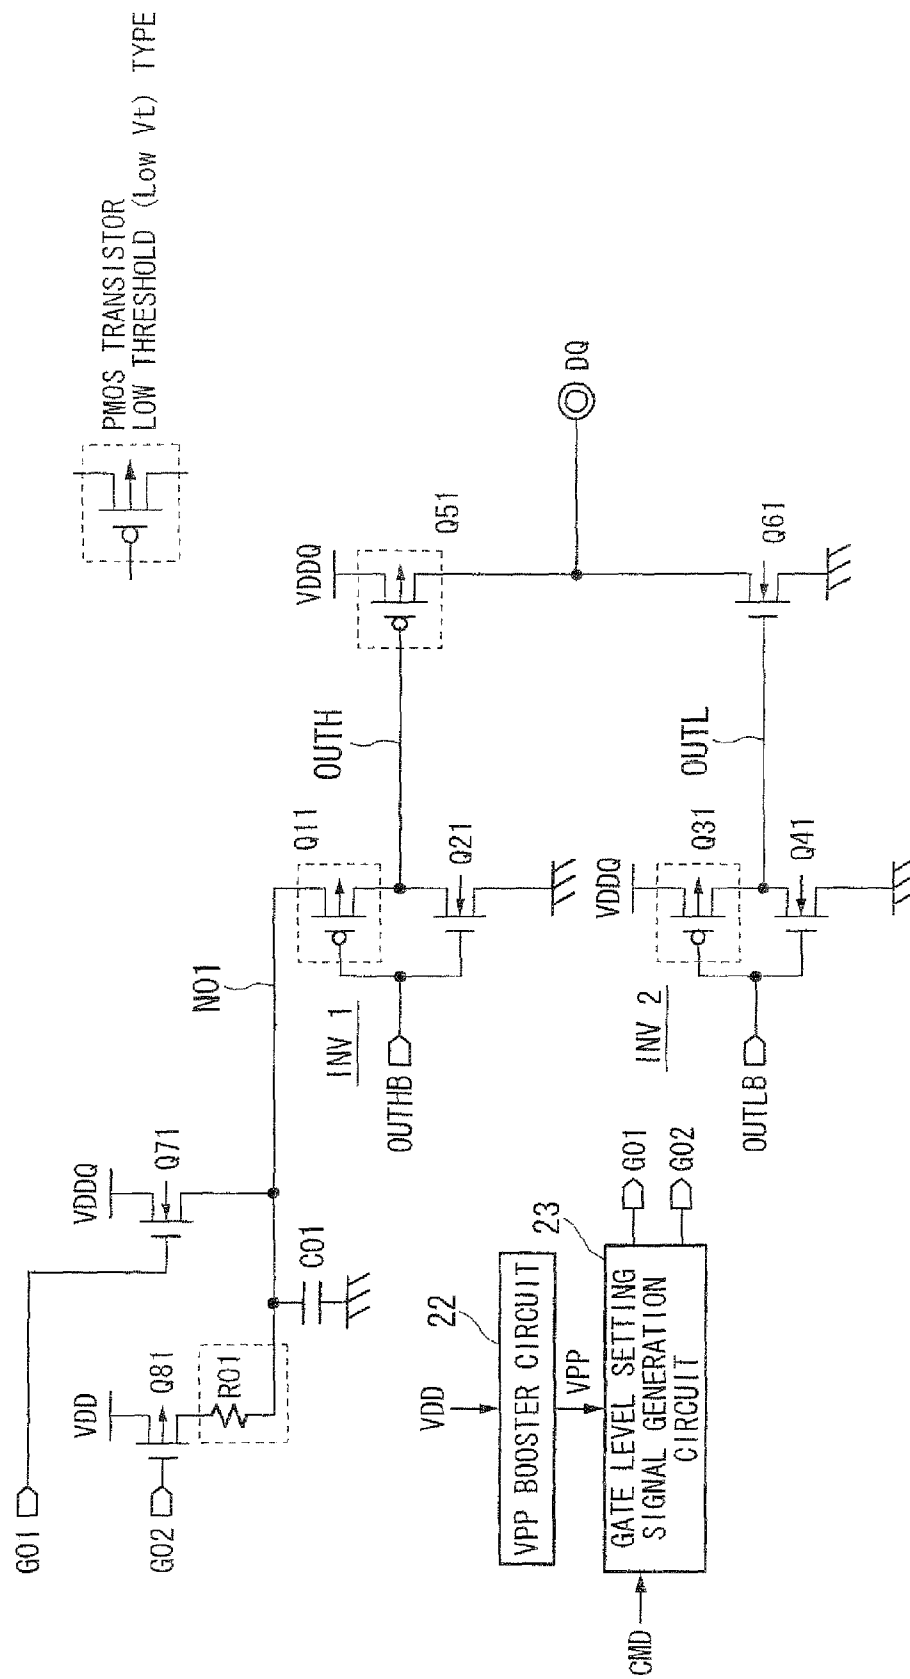 PMOS TRANSISTOR
LOW THRESHOLD (Low Vt) TYPE
G01
G02
VDD
Q81
R01
C01
VDDQ
Q71
N01
INV 1
OUTHB
Q11
Q21
OUTH
VDDQ
Q51
DQ
Q61
OUTL
INV 2
OUTLB
VDDQ
Q31
Q41
VDD
22
VPP BOOSTER CIRCUIT
VPP
23
CMD
GATE LEVEL SETTING
SIGNAL GENERATION
CIRCUIT
G01
G02